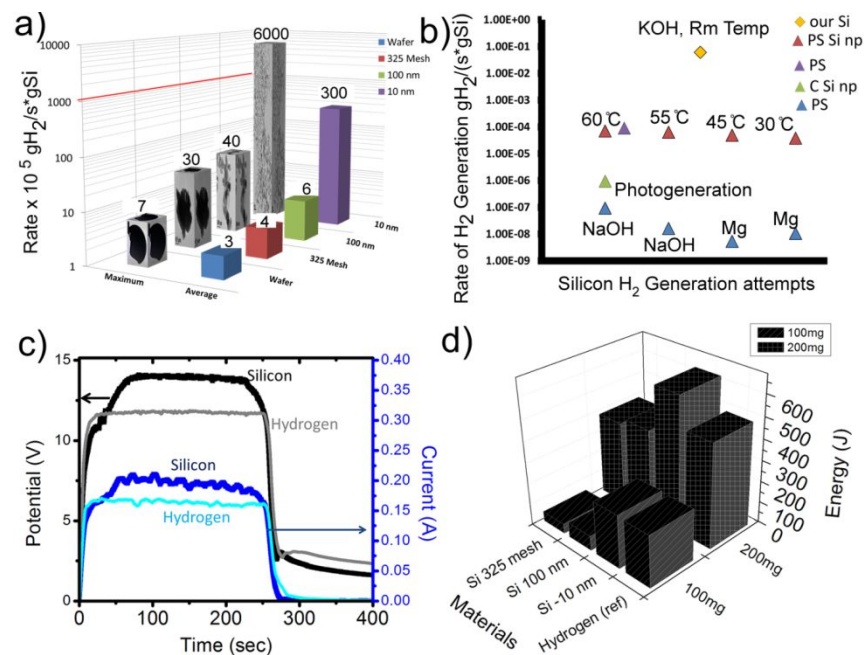 a)
Rate x 10⁵ gH₂/s*gSi
10000
1000
100
10
1
7
30
40
6000
3
4
6
300
Maximum
Average
Wafer
325 Mesh
100 nm
10 nm
Wafer
325 Mesh
100 nm
10 nm
b)
Rate of H₂ Generation gH₂/(s*gSi)
1.00E+00
1.00E-01
1.00E-02
1.00E-03
1.00E-04
1.00E-05
1.00E-06
1.00E-07
1.00E-08
1.00E-09
KOH, Rm Temp
our Si
PS Si np
PS
C Si np
PS
60℃
55℃
45℃
30℃
Photogeneration
NaOH
NaOH
Mg
Mg
Silicon H₂ Generation attempts
c)
Potential (V)
15
10
5
0
Silicon
Hydrogen
Silicon
Hydrogen
0.40
0.35
0.30
0.25
0.20
0.15
0.10
0.05
0.00
Current (A)
0
100
200
300
400
Time (sec)
d)
100mg
200mg
600
500
400
300
200
100
0
Energy (J)
Si 325 mesh
Si 100 nm
Si -10 nm
Hydrogen (ref)
Materials
100mg
200mg